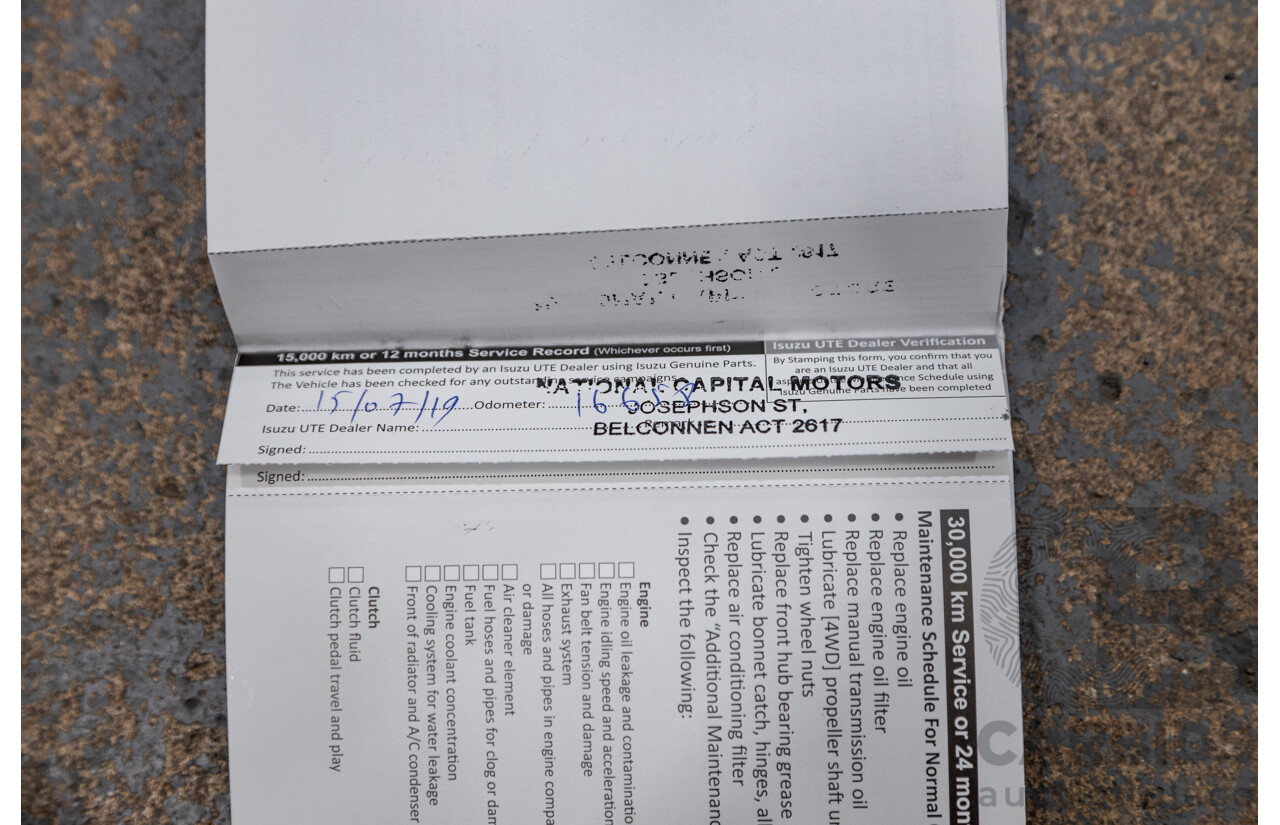 15,000 km or 12 months Service Record (Whichever occurs first)
Isuzu UTE Dealer Verification
This service has been completed by an Isuzu UTE Dealer using Isuzu Genuine Parts.
The Vehicle has been checked for any outstanding service campaigns
By Stamping this form, you confirm that you
are an Isuzu UTE Dealer and that all
Schedule using
Isuzu Genuine Parts have been completed
NATIONAL CAPITAL MOTORS
JOSEPHSON ST,
BELCONNEN ACT 2617
Date: 15/07/19 Odometer: 16658
Isuzu UTE Dealer Name:
Signed:
Signed:
30,000 km Service or 24 mon
Maintenance Schedule For Normal
• Replace engine oil
• Replace engine oil filter
• Replace manual transmission oil
• Lubricate [4WD] propeller shaft
• Tighten wheel nuts
• Replace front hub bearing grease
• Lubricate bonnet catch, hinges, all
• Replace air conditioning filter
• Check the "Additional Maintenanc
• Inspect the following:
Engine
Engine oil leakage and contaminatio
Engine idling speed and acceleration
Fan belt tension and damage
Exhaust system
All hoses and pipes in engine compa
or damage
Air cleaner element
Fuel hoses and pipes for clog or dam
Fuel tank
Engine coolant concentration
Cooling system for water leakage
Front of radiator and A/C condenser
Clutch
Clutch fluid
Clutch pedal travel and play